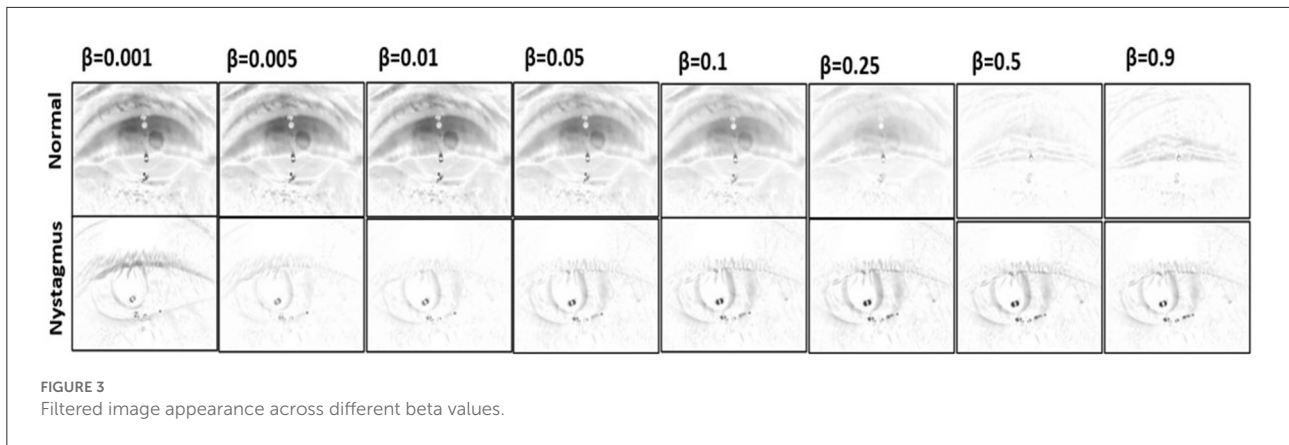 β=0.001 β=0.005 β=0.01 β=0.05 β=0.1 β=0.25 β=0.5 β=0.9
Normal
Nystagmus
FIGURE 3
Filtered image appearance across different beta values.